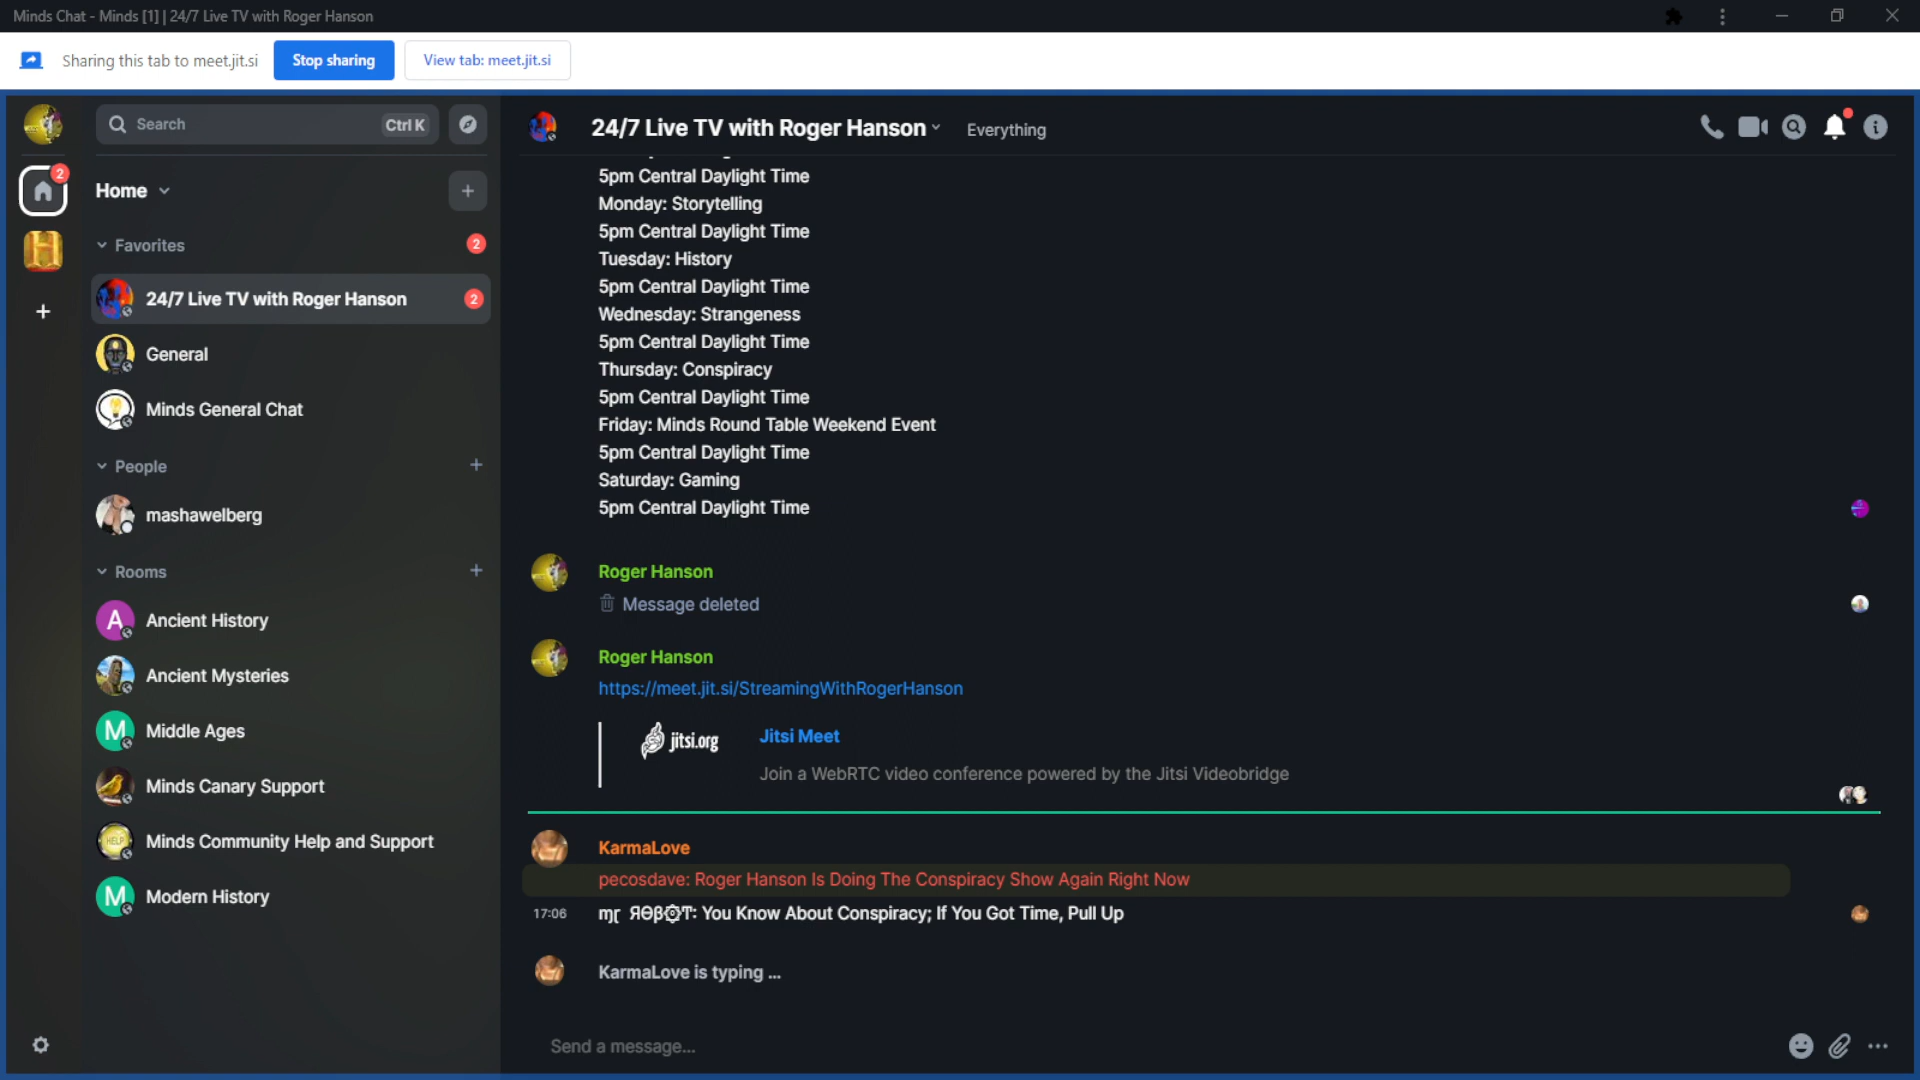 Minds Chat - Minds [1] | 24/7 Live TV with Roger Hanson
Sharing this tab to meet.jit.si
Stop sharing
View tab: meet.jit.si
Search
Ctrl K
2
Home
Favorites
2
24/7 Live TV with Roger Hanson
2
General
Minds General Chat
People
mashawelberg
Rooms
A
Ancient History
Ancient Mysteries
M
Middle Ages
Minds Canary Support
HELP
Minds Community Help and Support
M
Modern History
H
24/7 Live TV with Roger Hanson
Everything
5pm Central Daylight Time
Monday: Storytelling
5pm Central Daylight Time
Tuesday: History
5pm Central Daylight Time
Wednesday: Strangeness
5pm Central Daylight Time
Thursday: Conspiracy
5pm Central Daylight Time
Friday: Minds Round Table Weekend Event
5pm Central Daylight Time
Saturday: Gaming
5pm Central Daylight Time
Roger Hanson
Message deleted
Roger Hanson
https://meet.jit.si/StreamingWithRogerHanson
jitsi.org
Jitsi Meet
Join a WebRTC video conference powered by the Jitsi Videobridge
KarmaLove
pecosdave: Roger Hanson Is Doing The Conspiracy Show Again Right Now
17:06
You Know About Conspiracy; If You Got Time, Pull Up
KarmaLove is typing ...
Send a message...